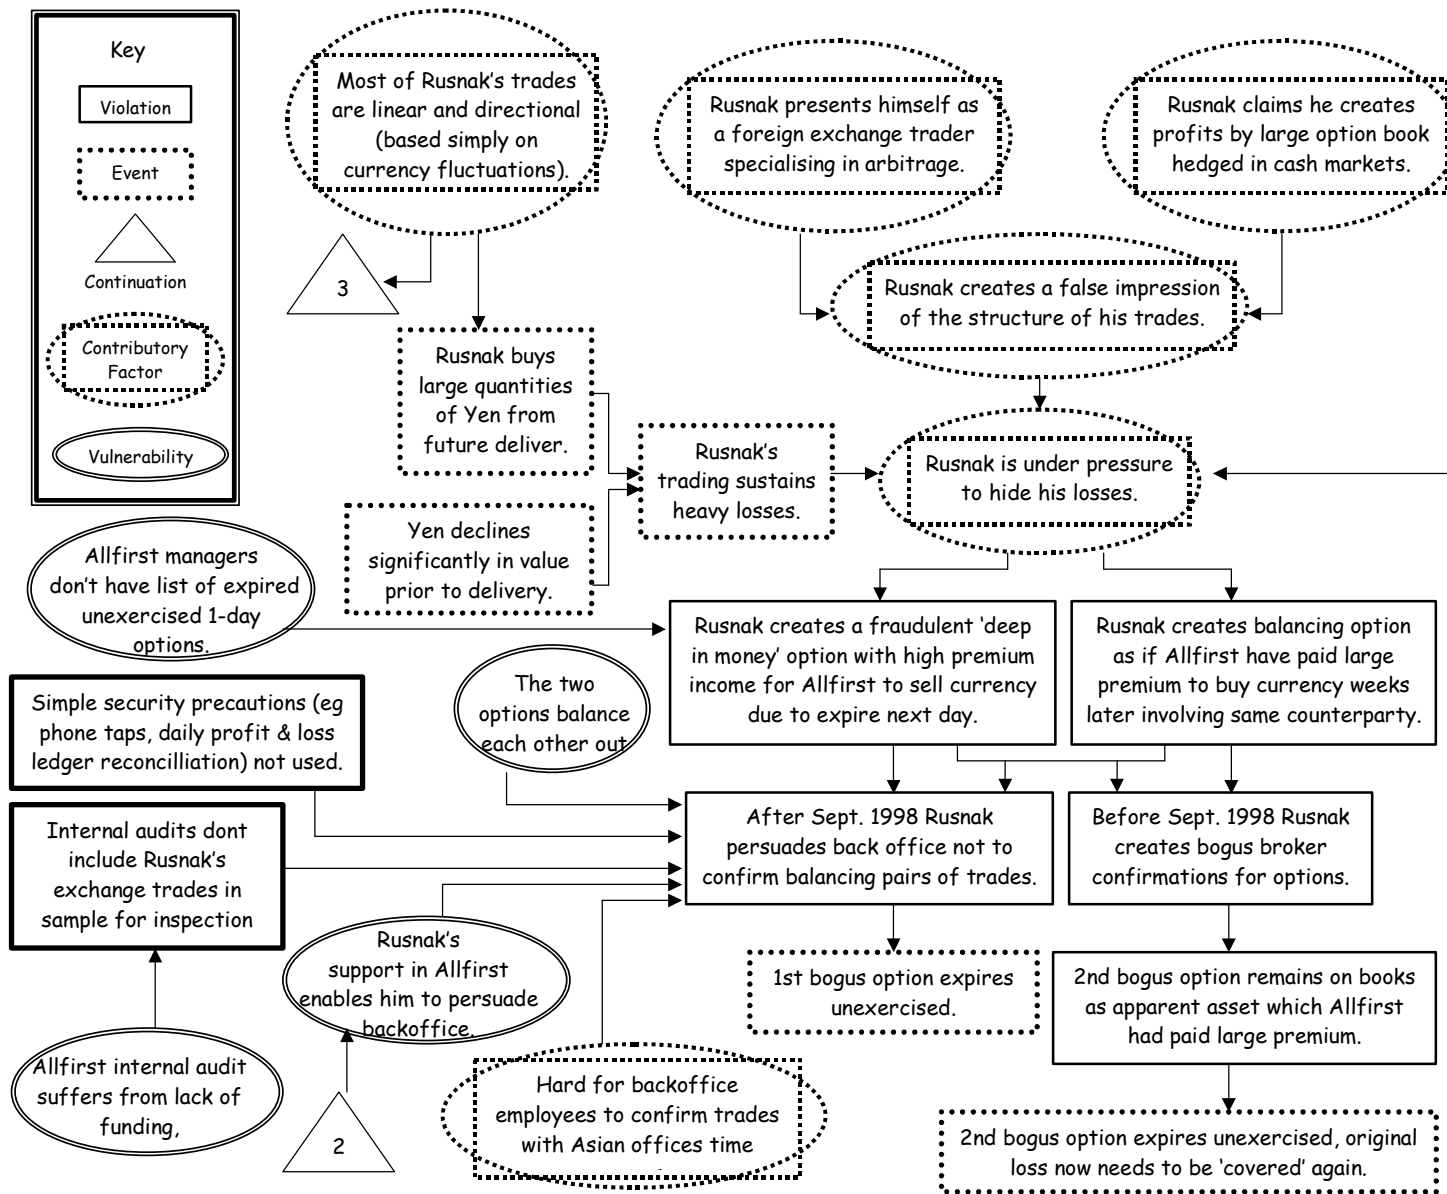 Key
Violation
Event
Continuation
Contributory
Factor
Vulnerability
Most of Rusnak's trades
are linear and directional
(based simply on
currency fluctuations).
Rusnak presents himself as
a foreign exchange trader
specialising in arbitrage.
Rusnak claims he creates
profits by large option book
hedged in cash markets.
3
Rusnak creates a false impression
of the structure of his trades.
Rusnak buys
large quantities
of Yen from
future deliver.
Rusnak's
trading sustains
heavy losses.
Rusnak is under pressure
to hide his losses.
Yen declines
significantly in value
prior to delivery.
Allfirst managers
don't have list of expired
unexercised 1-day
options.
Rusnak creates a fraudulent 'deep
in money' option with high premium
income for Allfirst to sell currency
due to expire next day.
Rusnak creates balancing option
as if Allfirst have paid large
premium to buy currency weeks
later involving same counterparty.
The two
options balance
each other out
Simple security precautions (eg
phone taps, daily profit & loss
ledger reconcilliation) not used.
Internal audits dont
include Rusnak's
exchange trades in
sample for inspection
After Sept. 1998 Rusnak
persuades back office not to
confirm balancing pairs of trades.
Before Sept. 1998 Rusnak
creates bogus broker
confirmations for options.
Rusnak's
support in Allfirst
enables him to persuade
backoffice.
1st bogus option expires
unexercised.
2nd bogus option remains on books
as apparent asset which Allfirst
had paid large premium.
Allfirst internal audit
suffers from lack of
funding,
2
Hard for backoffice
employees to confirm trades
with Asian offices time
2nd bogus option expires unexercised, original
loss now needs to be 'covered' again.